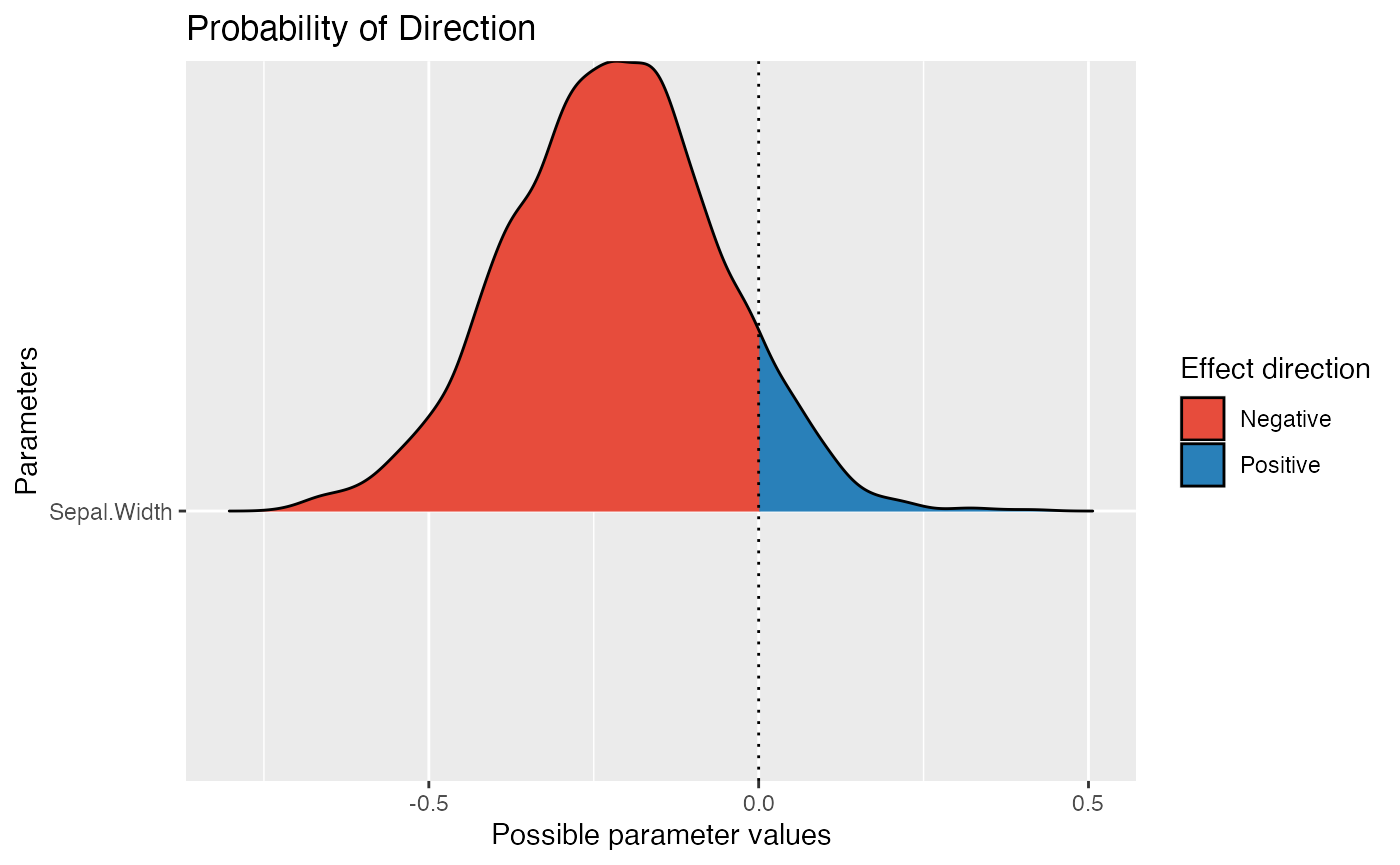 Probability of Direction
Parameters
Sepal.Width
-0.5
0.0
0.5
Possible parameter values
Effect direction
Negative
Positive